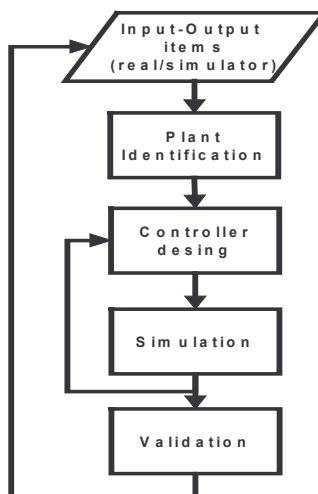 Input-Output
items
(real/simulator)
Plant
Identification
Controller
desing
Simulation
Validation